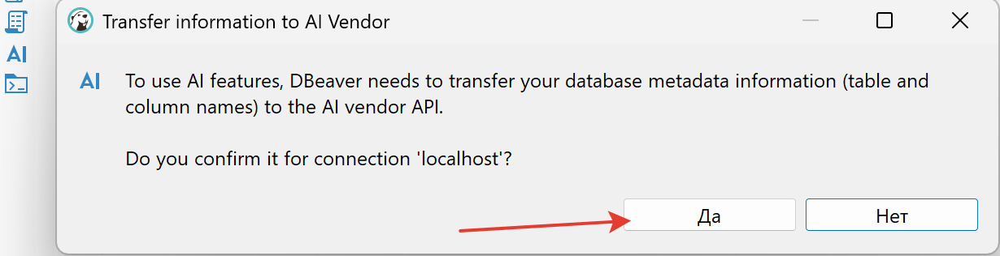 Transfer information to AI Vendor
AI
AI
To use AI features, DBeaver needs to transfer your database metadata information (table and
column names) to the AI vendor API.
Do you confirm it for connection 'localhost'?
Да
Нет